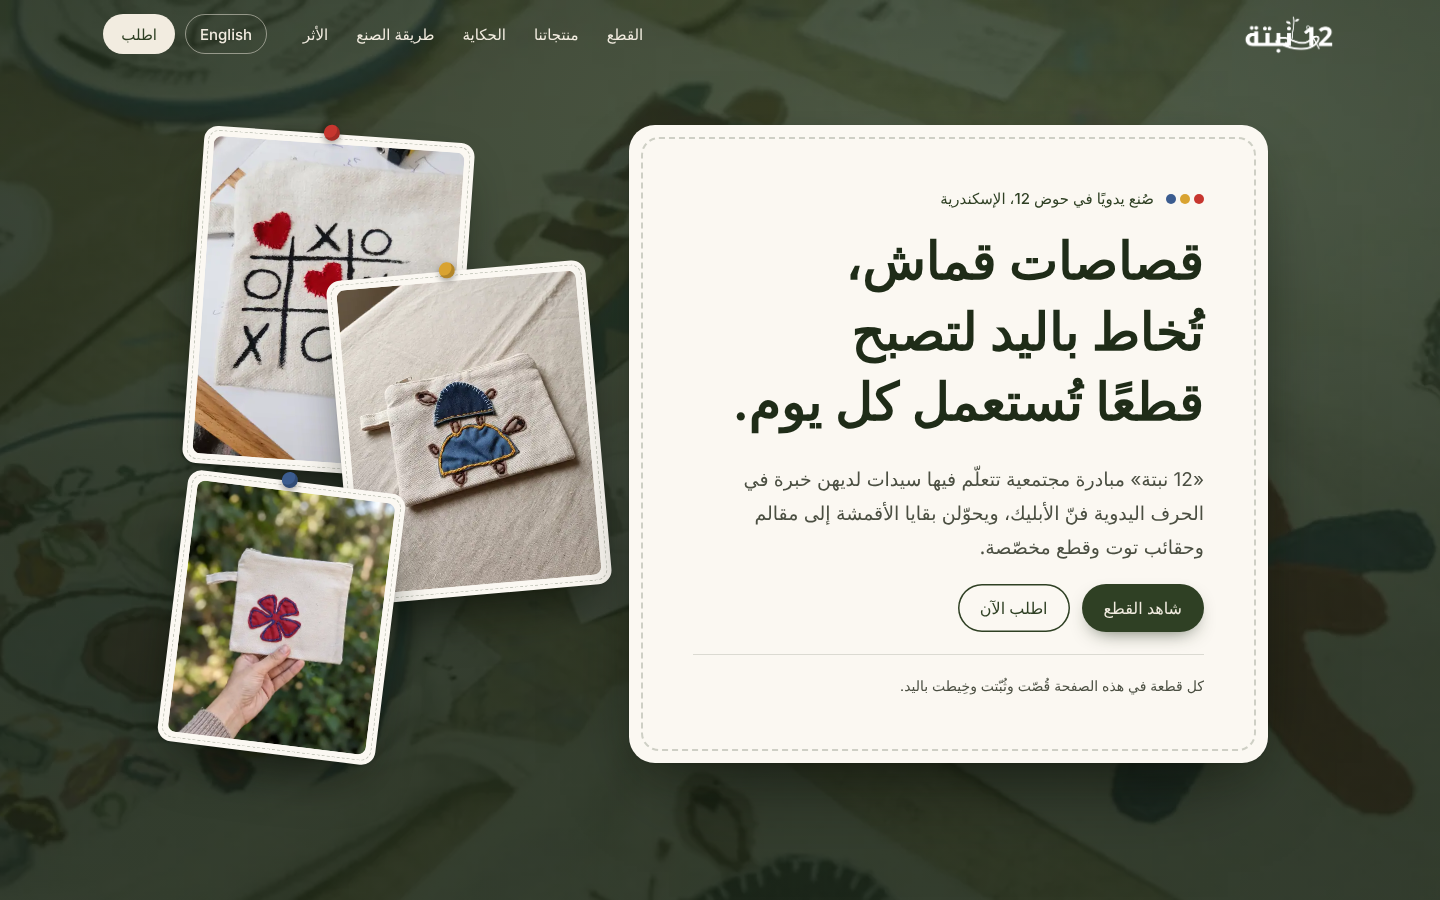 12 نبتة
القطع
منتجاتنا
الحكاية
طريقة الصنع
الأثر
English
اطلب
صُنع يدويًا في حوض 12، الإسكندرية
قصاصات قماش،
تُخاط باليد لتصبح
قطعًا تُستعمل كل يوم.
«12 نبتة» مبادرة مجتمعية تتعلّم فيها سيدات لديهن خبرة في
الحرف اليدوية فنّ الأبليك، ويحوّلن بقايا الأقمشة إلى مقالم
وحقائب توت وقطع مخصّصة.
شاهد القطع
اطلب الآن
كل قطعة في هذه الصفحة قُصّت وثُبّتت وخِيطت باليد.
X O
O
X O